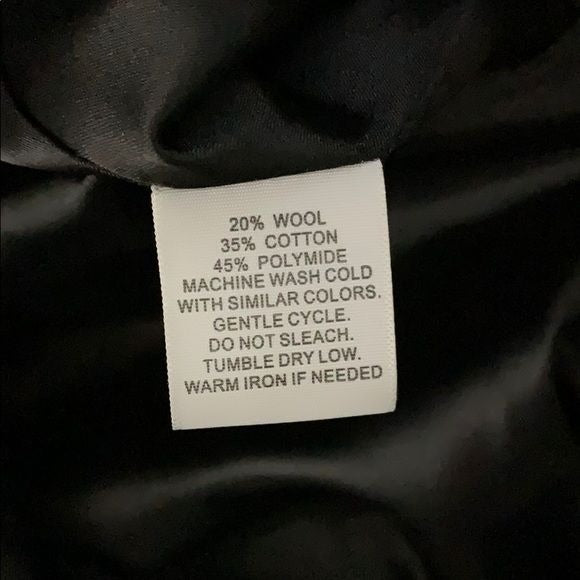 20% WOOL
35% COTTON
45% POLYMIDE
MACHINE WASH COLD
WITH SIMILAR COLORS.
GENTLE CYCLE.
DO NOT SLEACH.
TUMBLE DRY LOW.
WARM IRON IF NEEDED